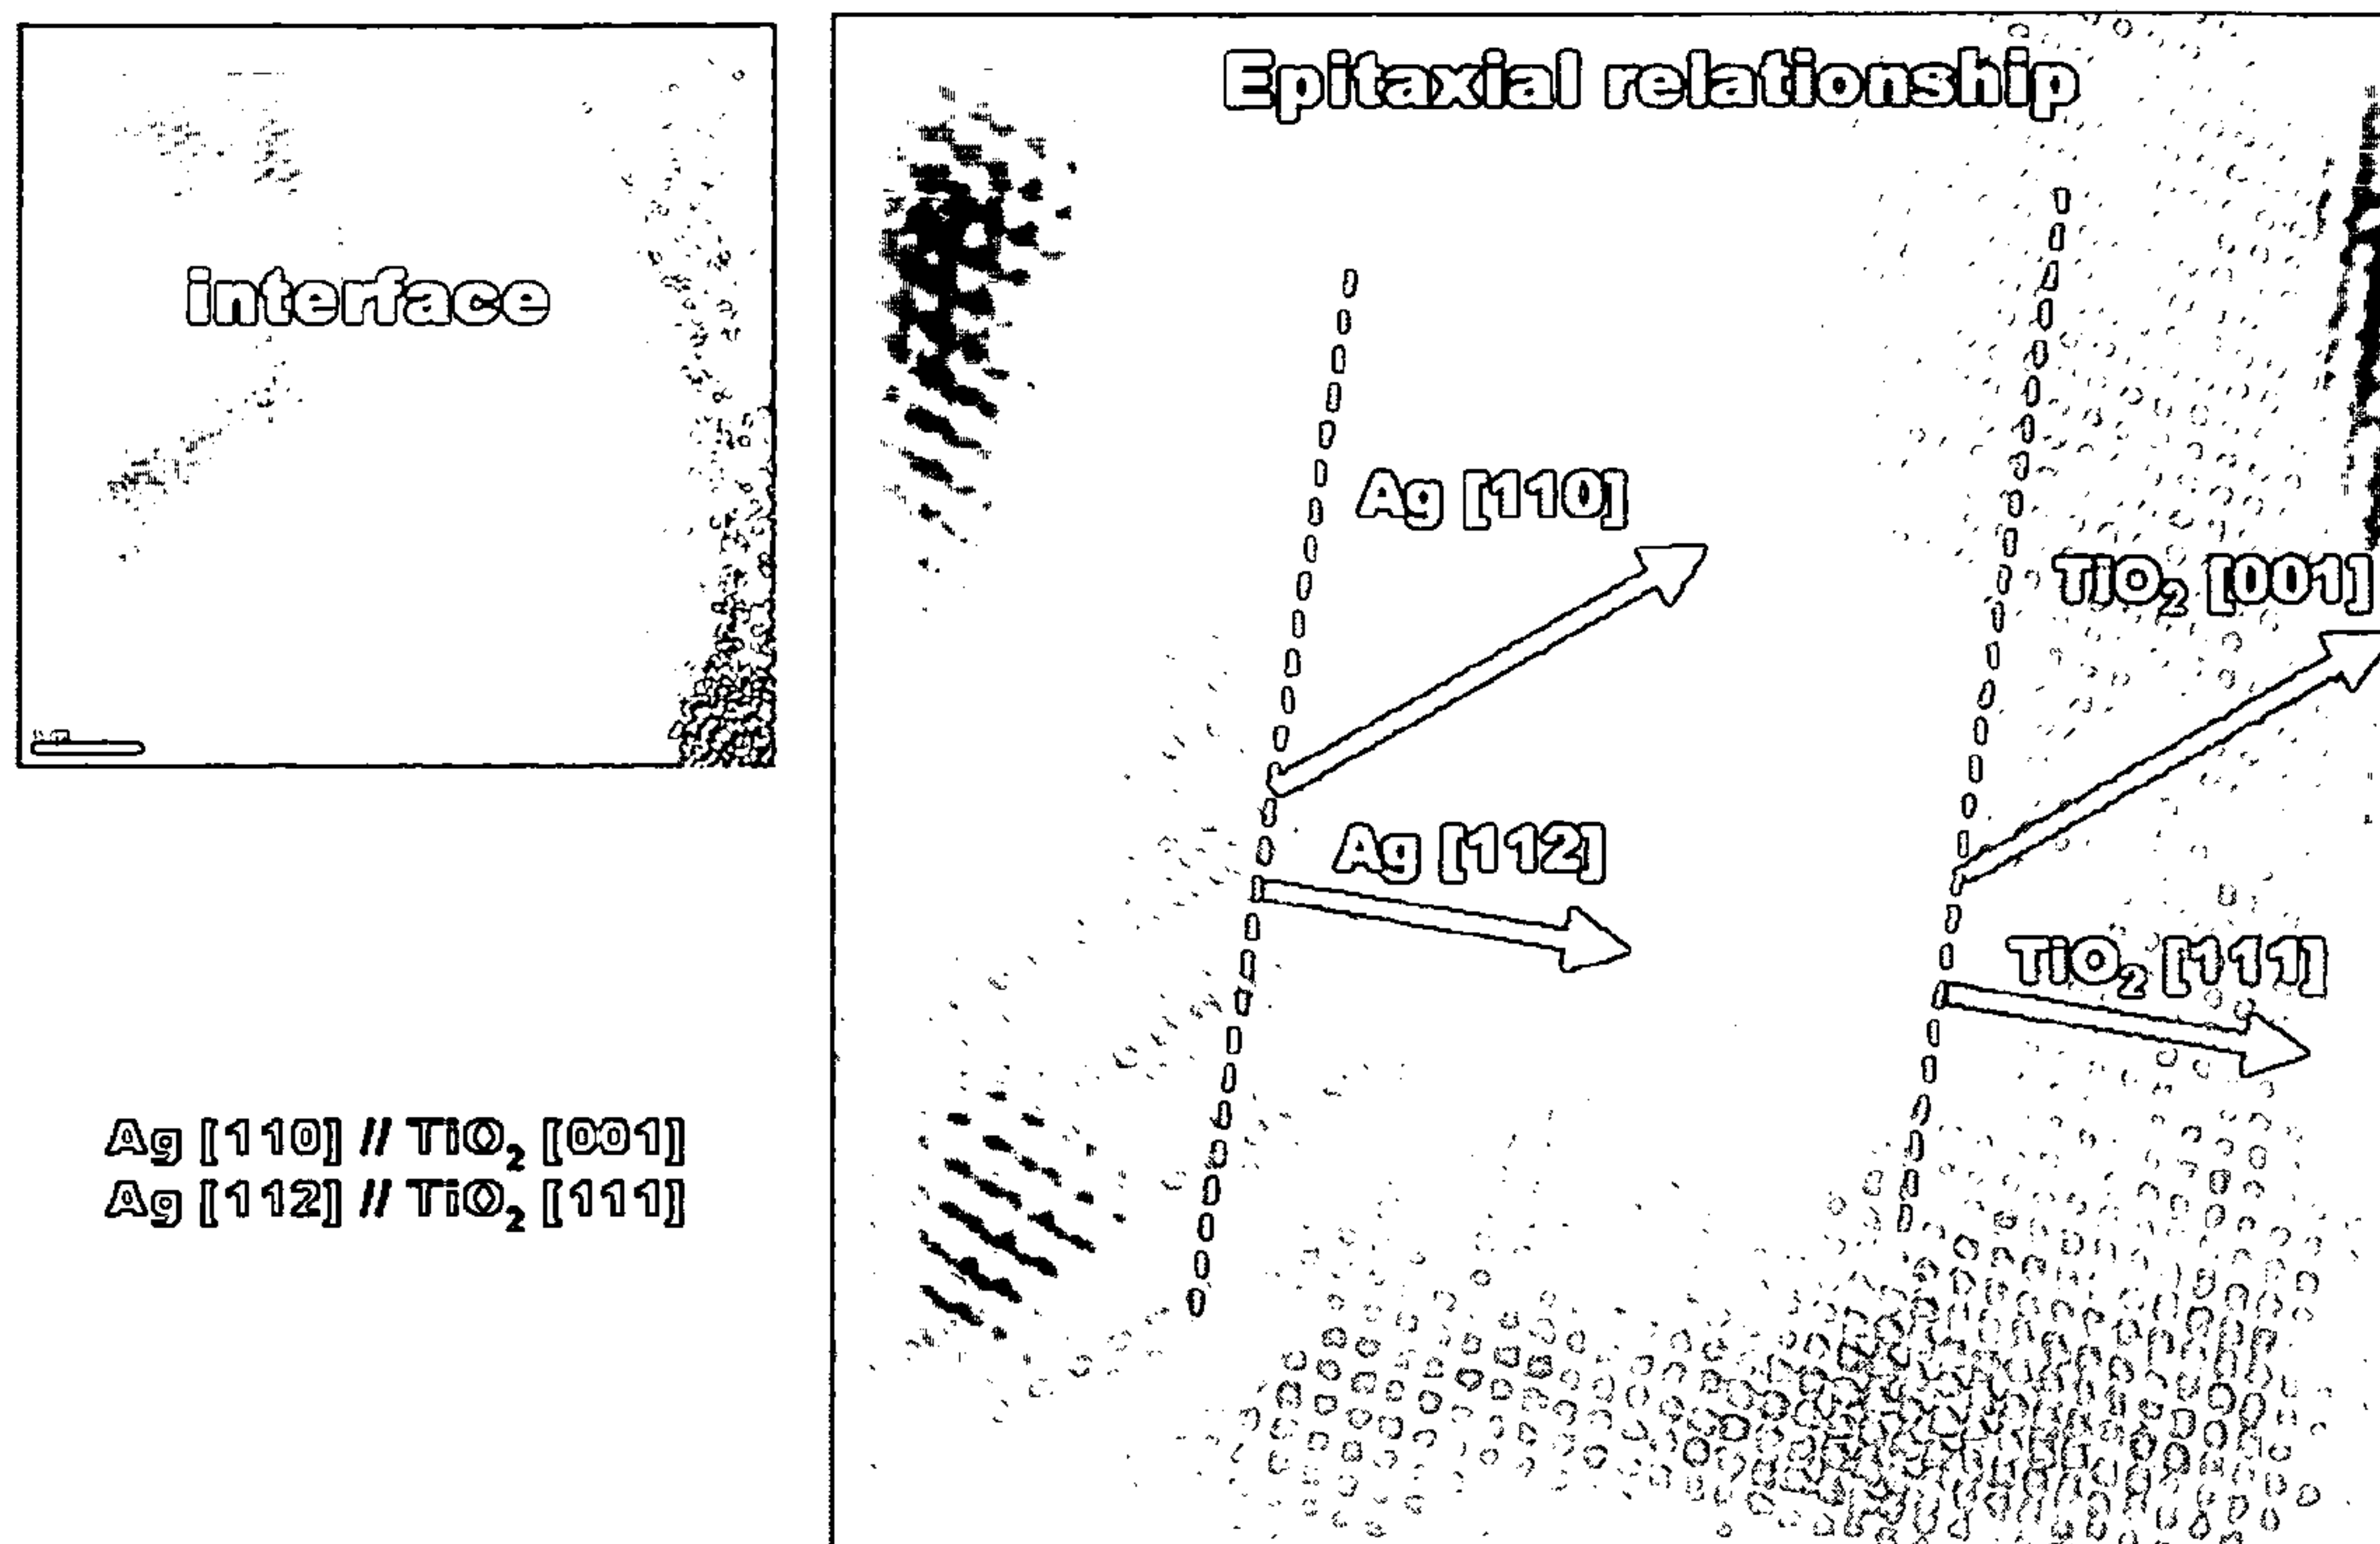 interface
Ag [110] // TiO₂ [001]
Ag [112] // TiO₂ [111]
Epitaxial relationship
Ag [110]
TiO₂ [001]
Ag [112]
TiO₂ [111]